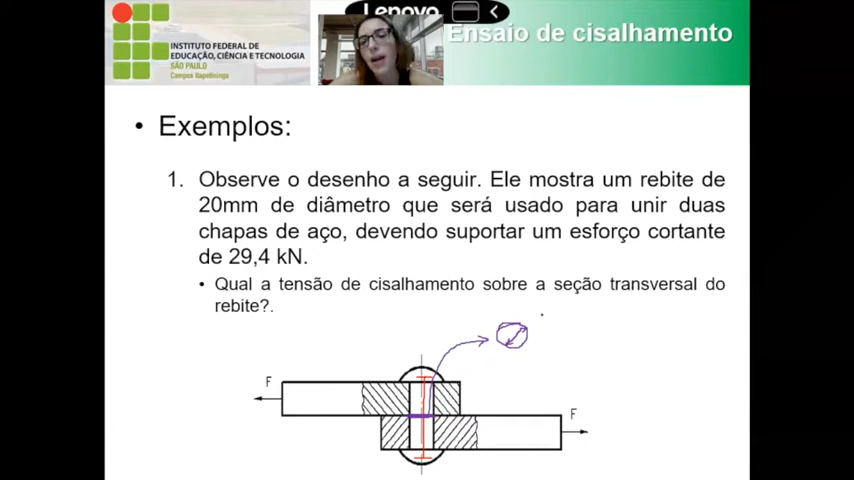 Lenovo
Ensaio de cisalhamento
INSTITUTO FEDERAL DE
EDUCAÇÃO, CIÊNCIA E TECNOLOGIA
SÃO PAULO
Campus Itapetininga
• Exemplos:
1. Observe o desenho a seguir. Ele mostra um rebite de
20mm de diâmetro que será usado para unir duas
chapas de aço, devendo suportar um esforço cortante
de 29,4 kN.
• Qual a tensão de cisalhamento sobre a seção transversal do
rebite?.
F
F